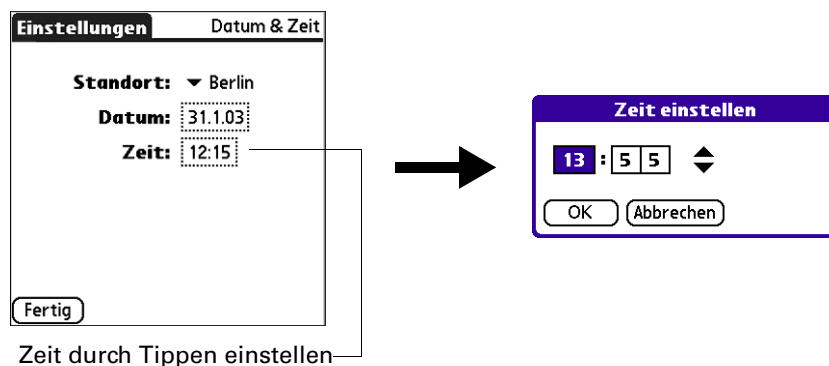 Einstellungen Datum & Zeit
Standort: Berlin
Datum: 31.1.03
Zeit: 12:15
Fertig
Zeit durch Tippen einstellen
Zeit einstellen
13 : 5 5
OK Abbrechen